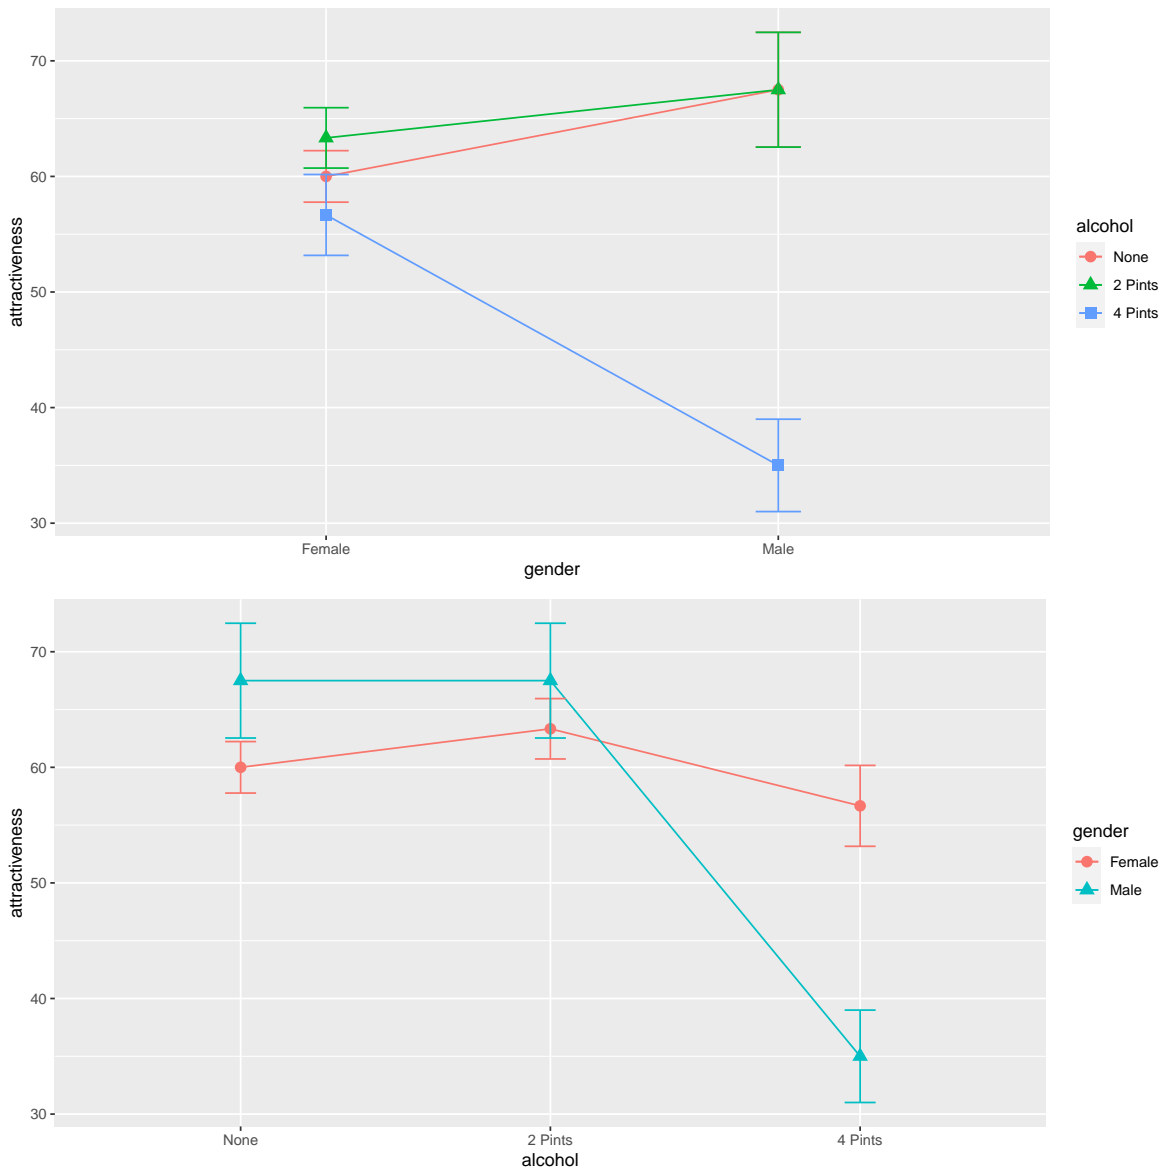 70
60
50
40
30
attractiveness
Female Male
gender
alcohol
None
2 Pints
4 Pints
70
60
50
40
30
attractiveness
None 2 Pints 4 Pints
alcohol
gender
Female
Male